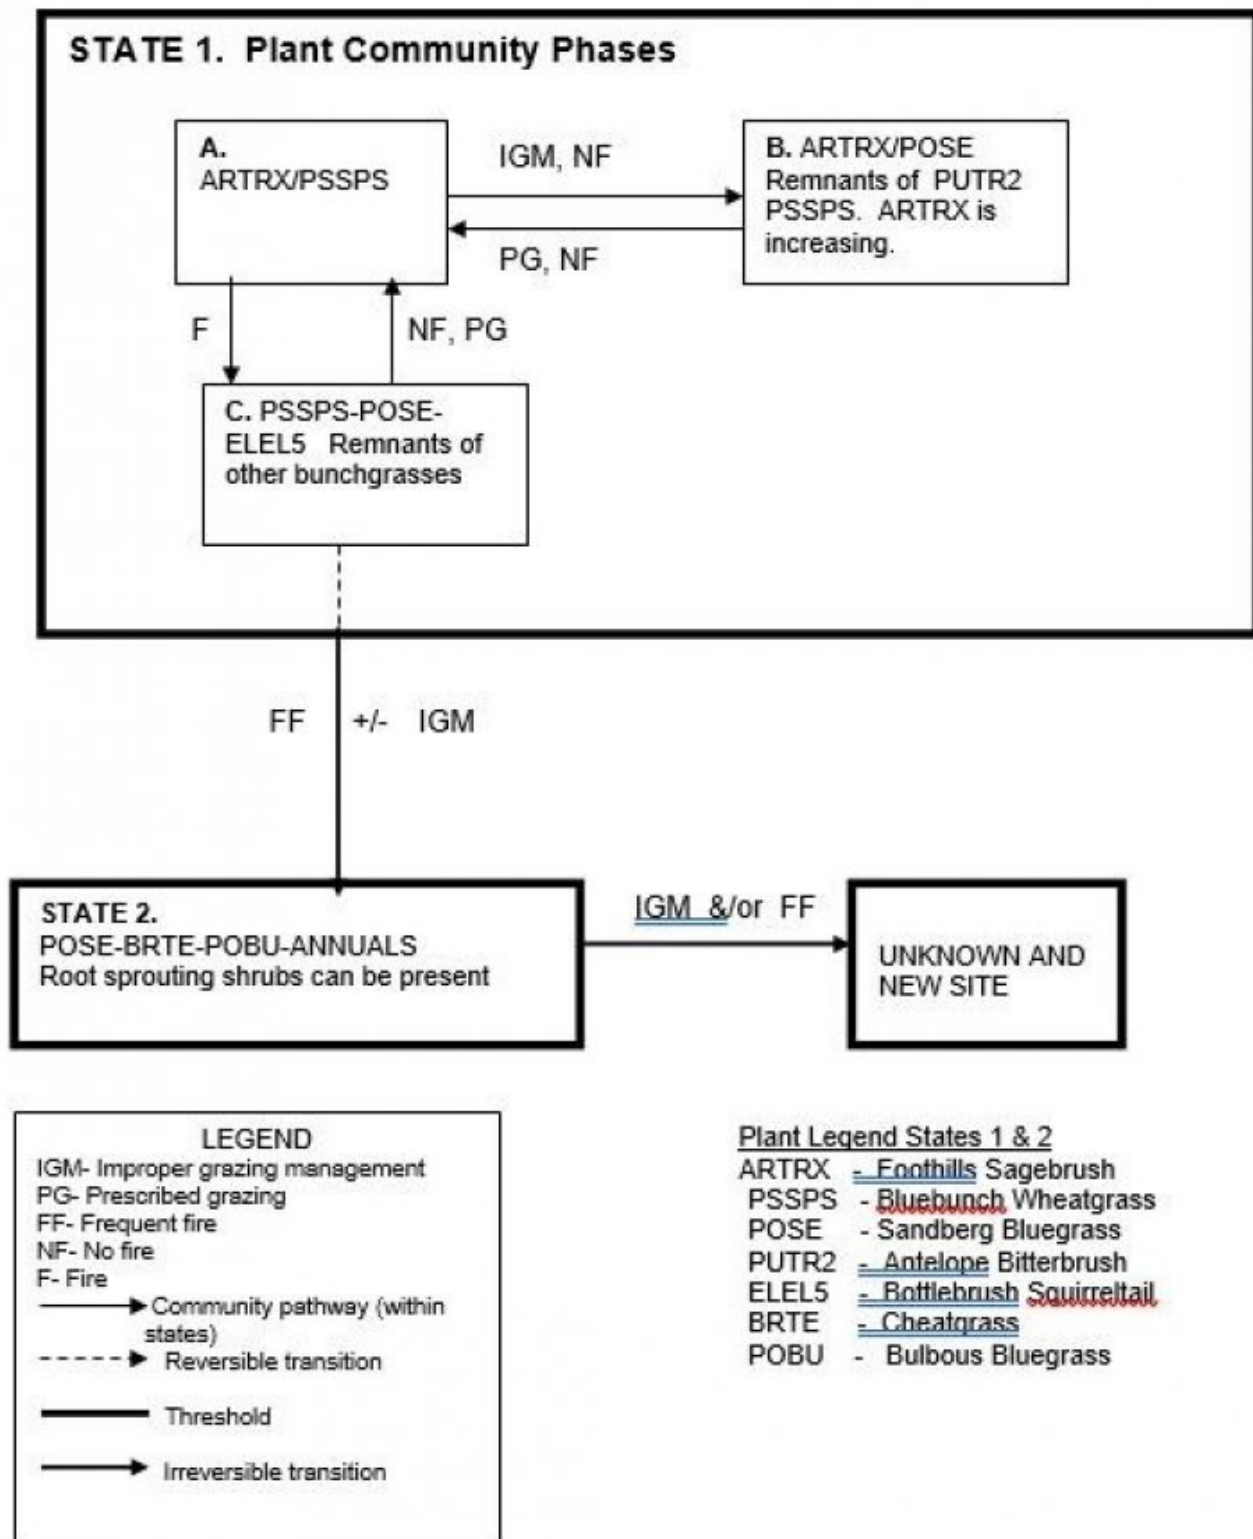 STATE 1. Plant Community Phases
A.
ARTRX/PSSPS
IGM, NF
PG, NF
B. ARTRX/POSE
Remnants of PUTR2
PSSPS. ARTRX is
increasing.
F
NF, PG
C. PSSPS-POSE-
ELEL5 Remnants of
other bunchgrasses
FF +/- IGM
STATE 2.
POSE-BRTE-POBU-ANNUALS
Root sprouting shrubs can be present
IGM &/or FF
UNKNOWN AND
NEW SITE
LEGEND
IGM- Improper grazing management
PG- Prescribed grazing
FF- Frequent fire
NF- No fire
F- Fire
Community pathway (within
states)
Reversible transition
Threshold
Irreversible transition
Plant Legend States 1 & 2
ARTRX - Foothills Sagebrush
PSSPS - Bluebunch Wheatgrass
POSE - Sandberg Bluegrass
PUTR2 - Antelope Bitterbrush
ELEL5 - Bottlebrush Squirreltail
BRTE - Cheatgrass
POBU - Bulbous Bluegrass